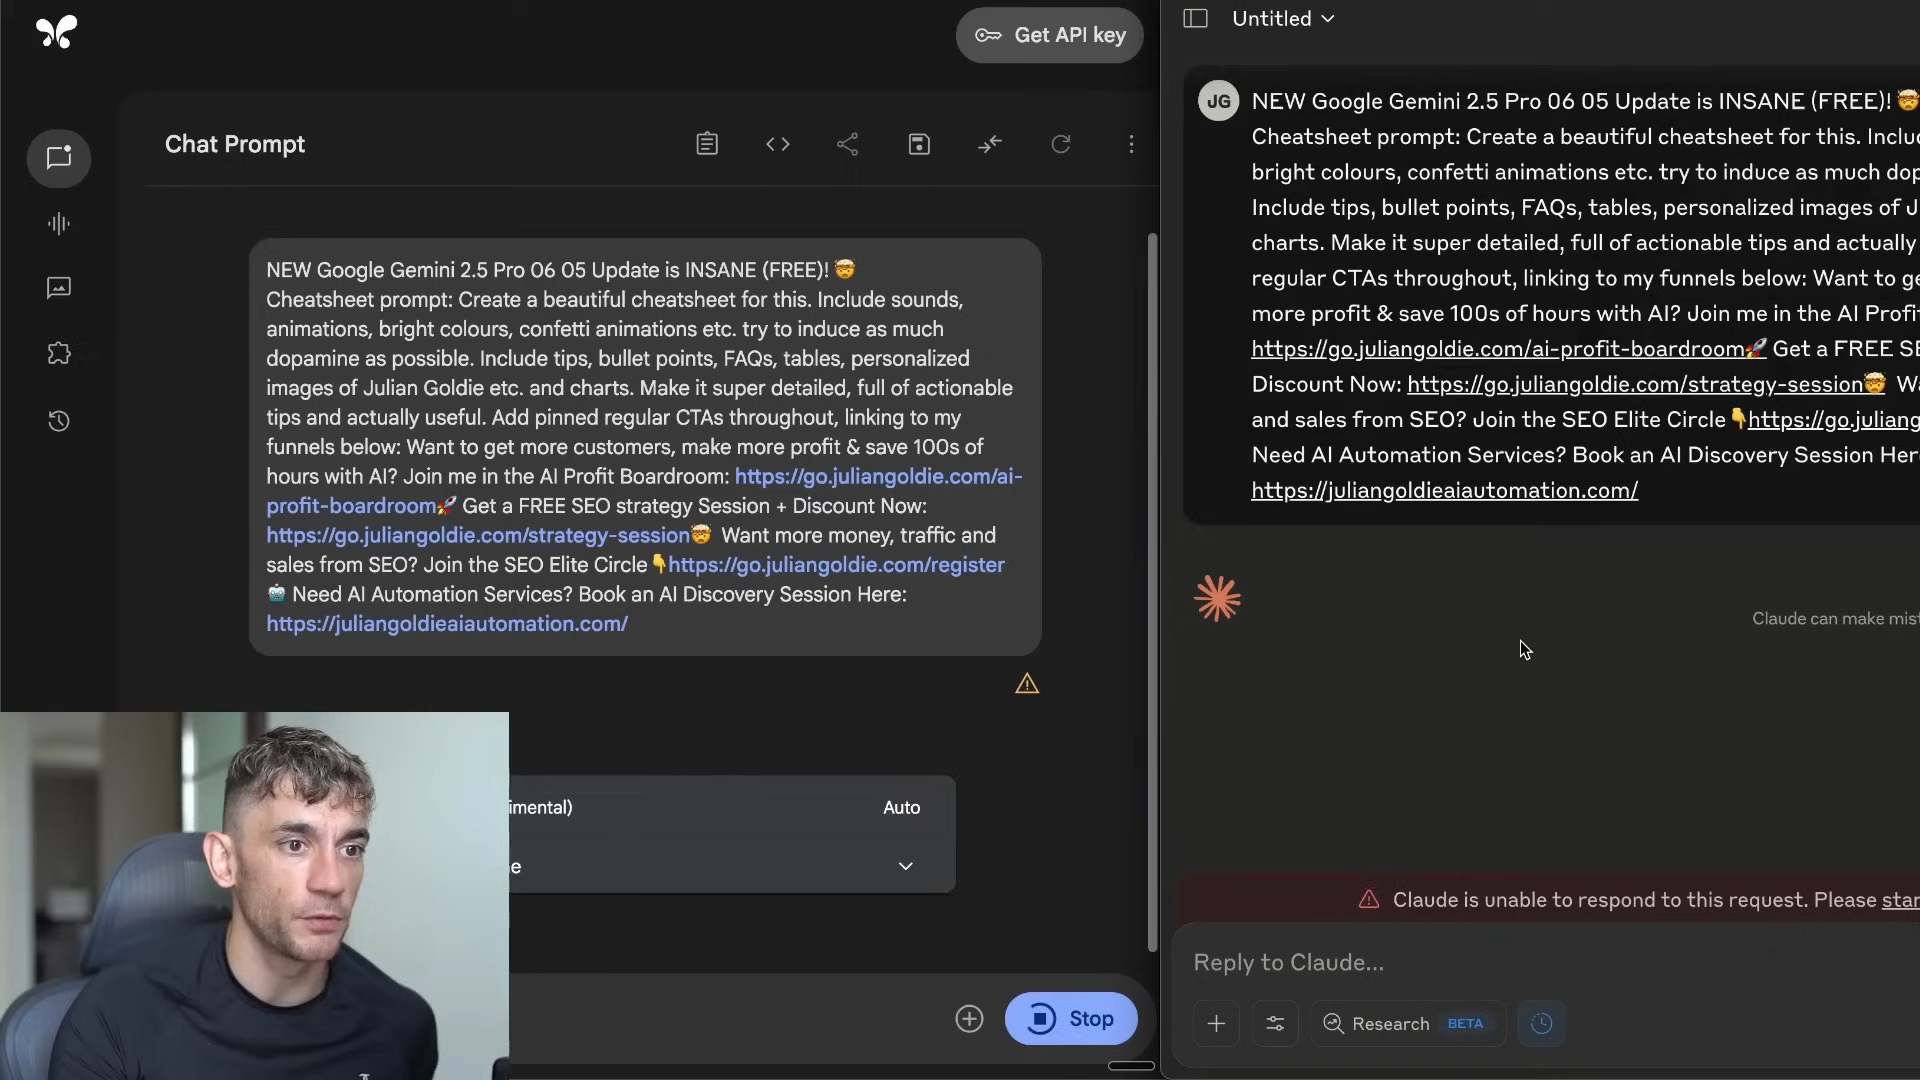 Get API key
Chat Prompt
NEW Google Gemini 2.5 Pro 06 05 Update is INSANE (FREE)! 🤯
Cheatsheet prompt: Create a beautiful cheatsheet for this. Include sounds,
animations, bright colours, confetti animations etc. try to induce as much
dopamine as possible. Include tips, bullet points, FAQs, tables, personalized
images of Julian Goldie etc. and charts. Make it super detailed, full of actionable
tips and actually useful. Add pinned regular CTAs throughout, linking to my
funnels below: Want to get more customers, make more profit & save 100s of
hours with AI? Join me in the AI Profit Boardroom: https://go.juliangoldie.com/ai-
profit-boardroom🚀 Get a FREE SEO strategy Session + Discount Now:
https://go.juliangoldie.com/strategy-session🤯 Want more money, traffic and
sales from SEO? Join the SEO Elite Circle 👇https://go.juliangoldie.com/register
🤖 Need AI Automation Services? Book an AI Discovery Session Here:
https://juliangoldieaiautomation.com/
imental)
Auto
e
Stop
Untitled
JG
NEW Google Gemini 2.5 Pro 06 05 Update is INSANE (FREE)! 🤯
Cheatsheet prompt: Create a beautiful cheatsheet for this. Inclu
bright colours, confetti animations etc. try to induce as much dop
Include tips, bullet points, FAQs, tables, personalized images of J
charts. Make it super detailed, full of actionable tips and actually
regular CTAs throughout, linking to my funnels below: Want to ge
more profit & save 100s of hours with AI? Join me in the AI Profit
https://go.juliangoldie.com/ai-profit-boardroom🚀 Get a FREE SE
Discount Now: https://go.juliangoldie.com/strategy-session🤯 Wa
and sales from SEO? Join the SEO Elite Circle 👇https://go.juliang
Need AI Automation Services? Book an AI Discovery Session Her
https://juliangoldieaiautomation.com/
Claude can make mist
Claude is unable to respond to this request. Please star
Reply to Claude...
Research BETA